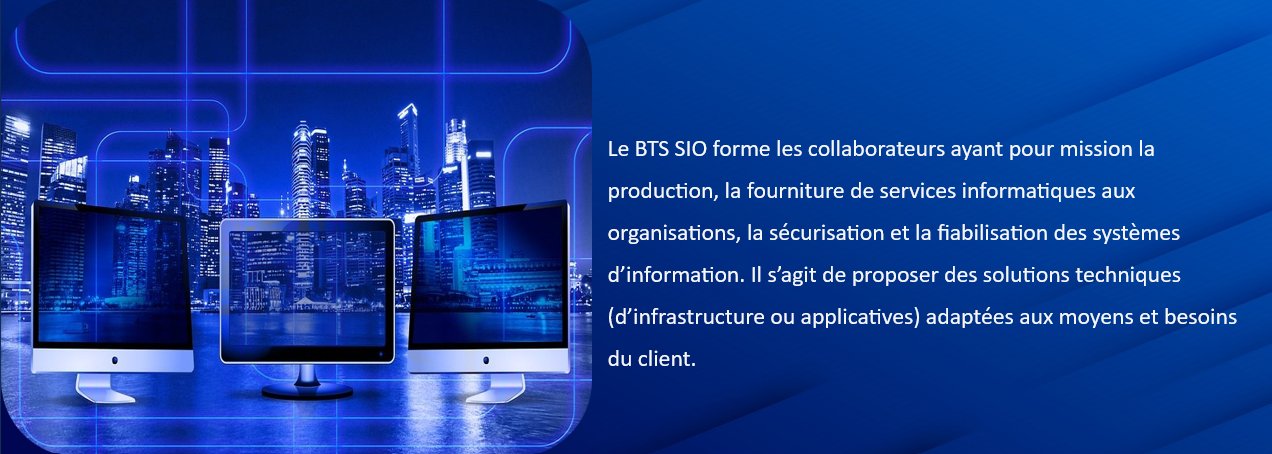 Le BTS SIO forme les collaborateurs ayant pour mission la
production, la fourniture de services informatiques aux
organisations, la sécurisation et la fiabilisation des systèmes
d’information. Il s’agit de proposer des solutions techniques
(d’infrastructure ou applicatives) adaptées aux moyens et besoins
du client.